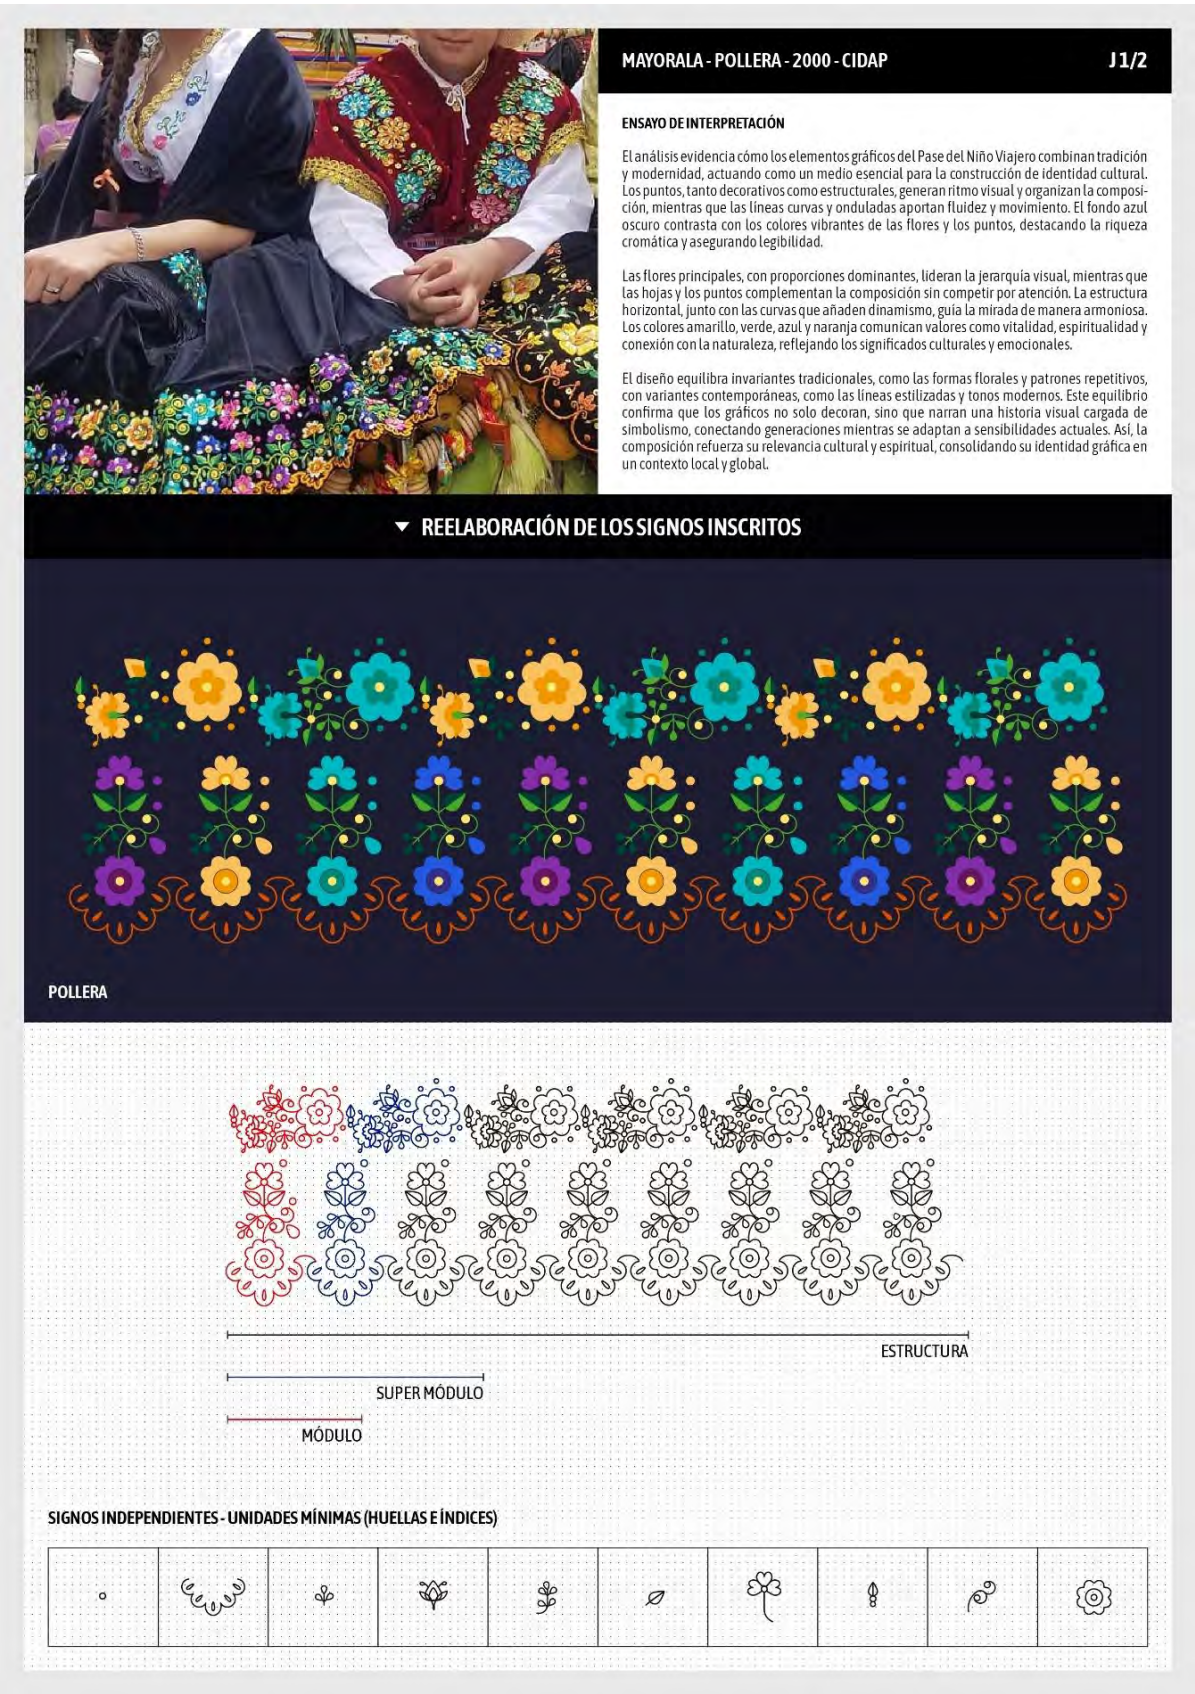 MAYORALA - POLLERA - 2000 - CIDAP
J 1/2
ENSAYO DE INTERPRETACIÓN
El análisis evidencia cómo los elementos gráficos del Pase del Niño Viajero combinan tradición
y modernidad, actuando como un medio esencial para la construcción de identidad cultural.
Los puntos, tanto decorativos como estructurales, generan ritmo visual y organizan la composi-
ción, mientras que las líneas curvas y onduladas aportan fluidez y movimiento. El fondo azul
oscuro contrasta con los colores vibrantes de las flores y los puntos, destacando la riqueza
cromática y asegurando legibilidad.
Las flores principales, con proporciones dominantes, lideran la jerarquía visual, mientras que
las hojas y los puntos complementan la composición sin competir por atención. La estructura
horizontal, junto con las curvas que añaden dinamismo, guía la mirada de manera armoniosa.
Los colores amarillo, verde, azul y naranja comunican valores como vitalidad, espiritualidad y
conexión con la naturaleza, reflejando los significados culturales y emocionales.
El diseño equilibra invariantes tradicionales, como las formas florales y patrones repetitivos,
con variantes contemporáneas, como las líneas estilizadas y tonos modernos. Este equilibrio
confirma que los gráficos no solo decoran, sino que narran una historia visual cargada de
simbolismo, conectando generaciones mientras se adaptan a sensibilidades actuales. Así, la
composición refuerza su relevancia cultural y espiritual, consolidando su identidad gráfica en
un contexto local y global.
REELABORACIÓN DE LOS SIGNOS INSCRITOS
POLLERA
ESTRUCTURA
SUPER MÓDULO
MÓDULO
SIGNOS INDEPENDIENTES - UNIDADES MÍNIMAS (HUELLAS E ÍNDICES)